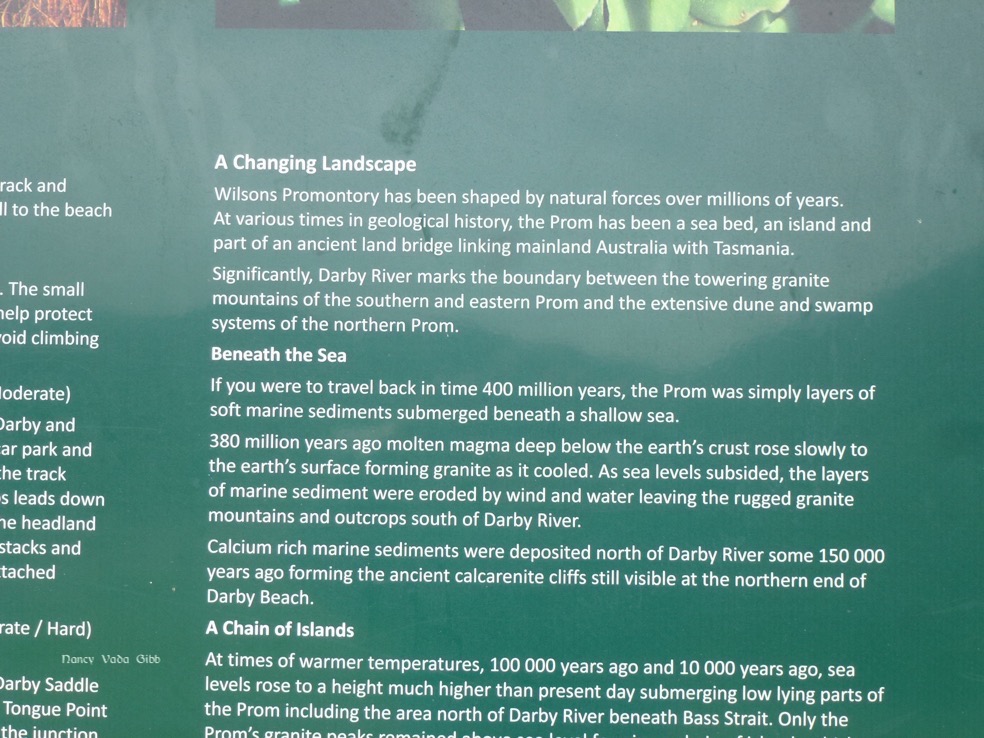 rack and
ll to the beach
. The small
help protect
void climbing
oderate)
Darby and
ar park and
he track
s leads down
he headland
stacks and
tached
rate / Hard)
Nancy Vada Gibb
Darby Saddle
Tongue Point
the junction
A Changing Landscape
Wilsons Promontory has been shaped by natural forces over millions of years.
At various times in geological history, the Prom has been a sea bed, an island and
part of an ancient land bridge linking mainland Australia with Tasmania.
Significantly, Darby River marks the boundary between the towering granite
mountains of the southern and eastern Prom and the extensive dune and swamp
systems of the northern Prom.
Beneath the Sea
If you were to travel back in time 400 million years, the Prom was simply layers of
soft marine sediments submerged beneath a shallow sea.
380 million years ago molten magma deep below the earth's crust rose slowly to
the earth's surface forming granite as it cooled. As sea levels subsided, the layers
of marine sediment were eroded by wind and water leaving the rugged granite
mountains and outcrops south of Darby River.
Calcium rich marine sediments were deposited north of Darby River some 150 000
years ago forming the ancient calcarenite cliffs still visible at the northern end of
Darby Beach.
A Chain of Islands
At times of warmer temperatures, 100 000 years ago and 10 000 years ago, sea
levels rose to a height much higher than present day submerging low lying parts of
the Prom including the area north of Darby River beneath Bass Strait. Only the
Prom's granite peaks remained above sea level